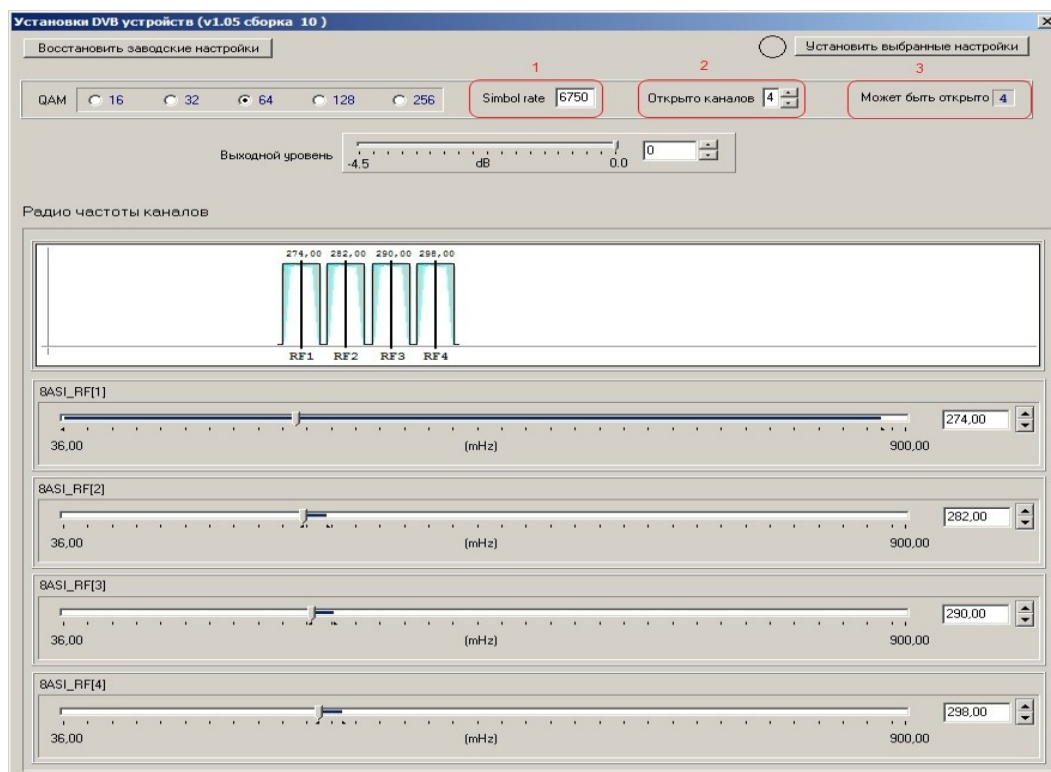 Установки DVB устройств (v1.05 сборка 10 )
Восстановить заводские настройки
Установить выбранные настройки
1
2
3
QAM 16 32 64 128 256
Simbol rate 6750
Открыто каналов 4
Может быть открыто 4
Выходной уровень
-4.5 dB 0.0
0
Радио частоты каналов
274,00 282,00 290,00 298,00
RF1 RF2 RF3 RF4
8ASI_RF[1]
274,00
36,00 (mHz) 900,00
8ASI_RF[2]
282,00
36,00 (mHz) 900,00
8ASI_RF[3]
290,00
36,00 (mHz) 900,00
8ASI_RF[4]
298,00
36,00 (mHz) 900,00